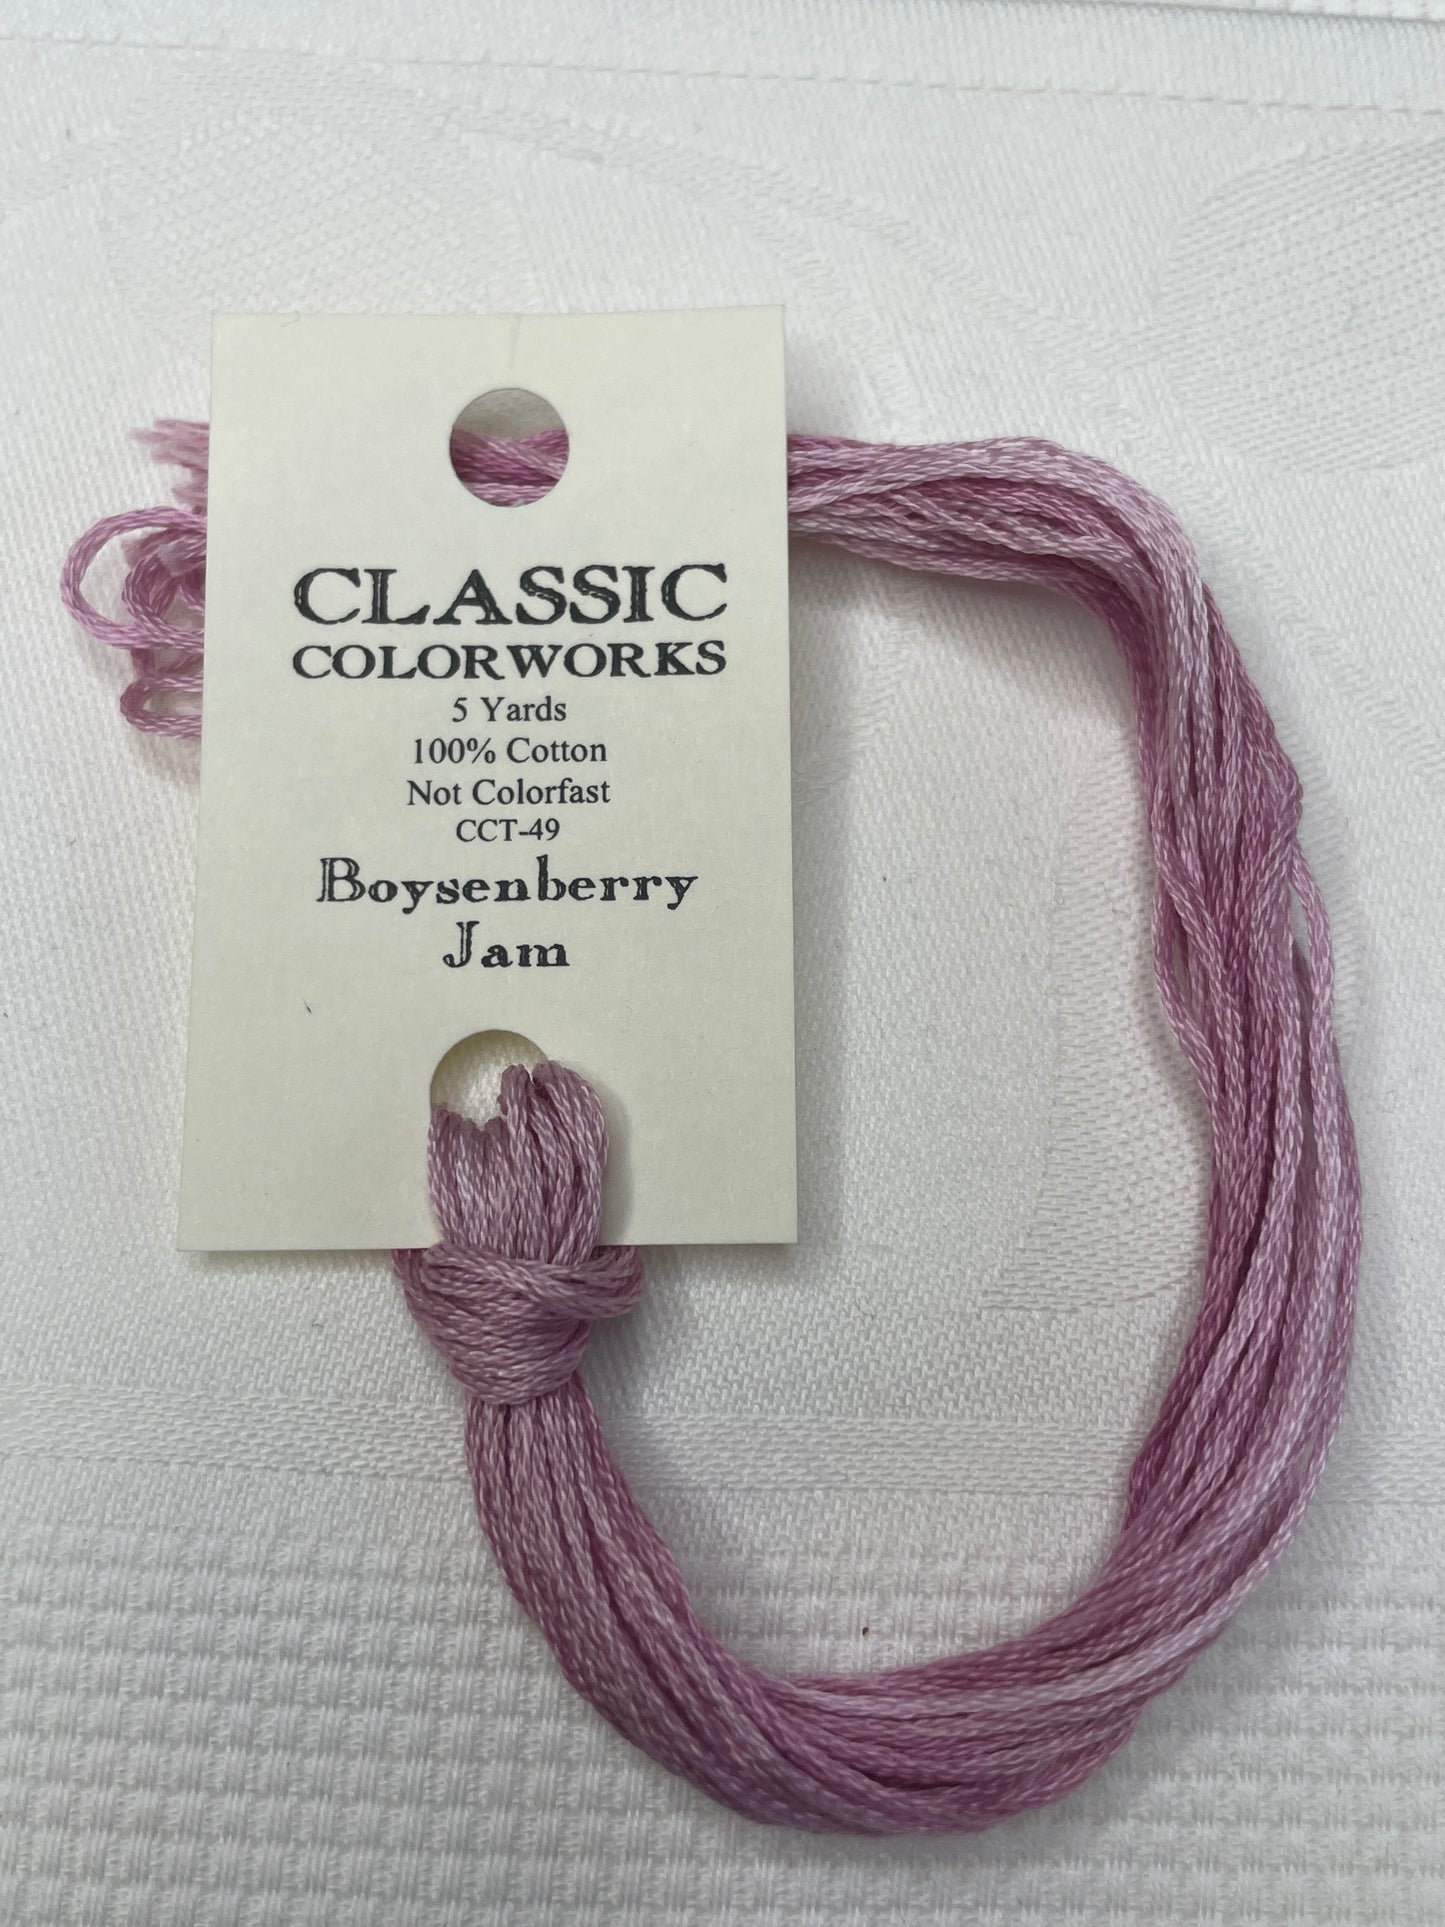 CLASSIC
COLORWORKS
5 Yards
100% Cotton
Not Colorfast
CCT-49
Boysenberry
Jam